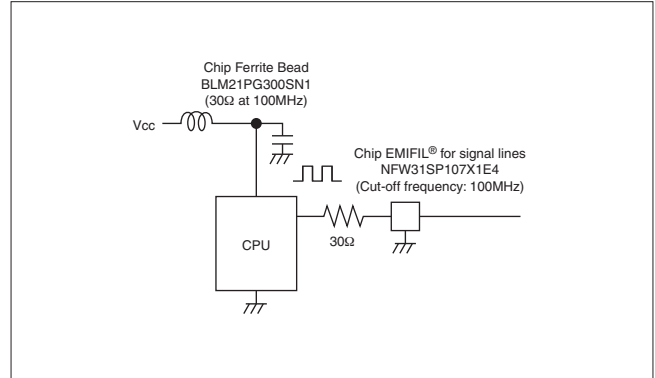 Chip Ferrite Bead
BLM21PG300SN1
(30Ω at 100MHz)
Vcc
Chip EMIFIL® for signal lines
NFW31SP107X1E4
(Cut-off frequency: 100MHz)
30Ω
CPU